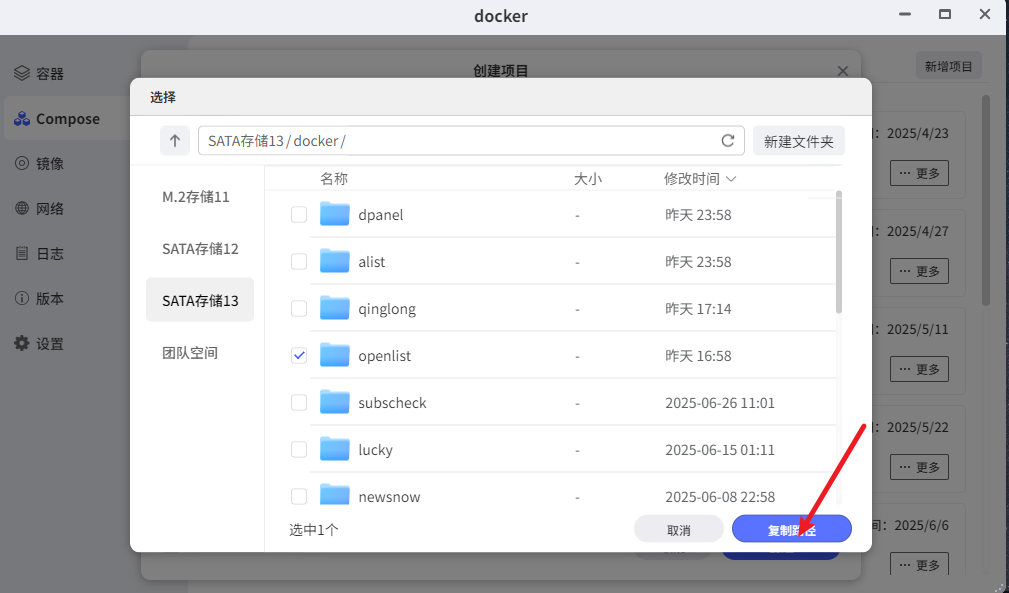 docker
容器
Compose
镜像
网络
日志
版本
设置
创建项目
新增项目
选择
SATA存储13/docker/
新建文件夹
M.2存储11
SATA存储12
SATA存储13
团队空间
名称 大小 修改时间
dpanel - 昨天 23:58
alist - 昨天 23:58
qinglong - 昨天 17:14
openlist - 昨天 16:58
subscheck - 2025-06-26 11:01
lucky - 2025-06-15 01:11
newsnow - 2025-06-08 22:58
选中1个
取消
复制路径
: 2025/4/23
··· 更多
: 2025/4/27
··· 更多
: 2025/5/11
··· 更多
: 2025/5/22
··· 更多
间: 2025/6/6
··· 更多